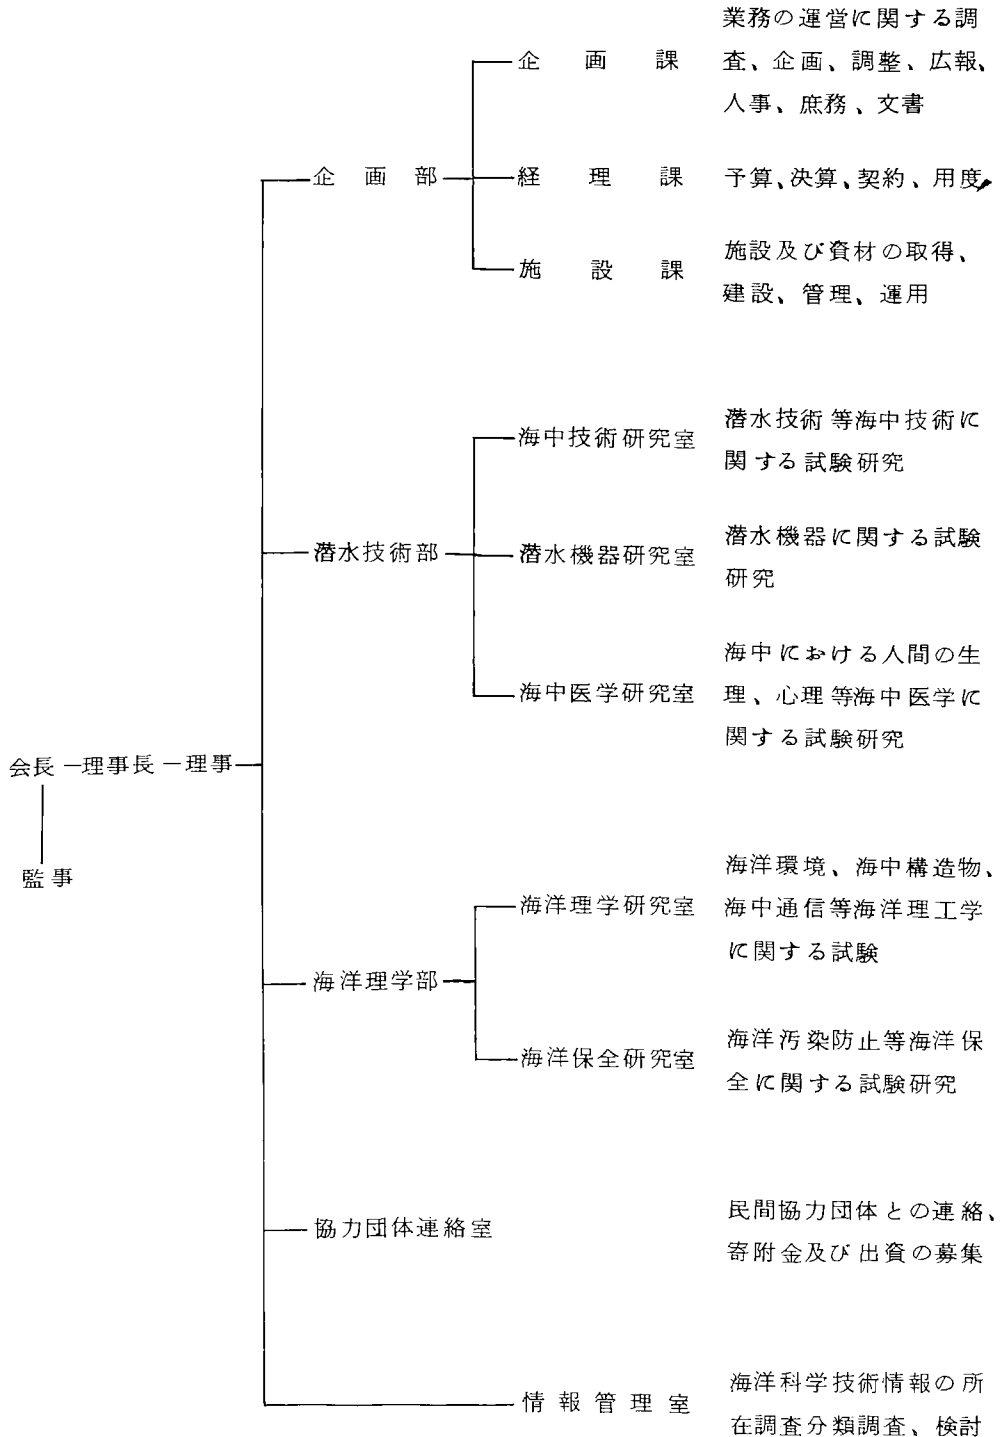 業務の運営に関する調
企画課 査、企画、調整、広報、
人事、庶務、文書
企画部 経理課 予算、決算、契約、用度、
施設課 施設及び資材の取得、
建設、管理、運用
海中技術研究室 潜水技術等海中技術に
関する試験研究
潜水技術部 潜水機器研究室 潜水機器に関する試験
研究
海中における人間の生
海中医学研究室 理、心理等海中医学に
関する試験研究
会長－理事長－理事
監事
海洋環境、海中構造物、
海洋理学研究室 海中通信等海洋理工学
に関する試験
海洋理学部
海洋保全研究室 海洋汚染防止等海洋保
全に関する試験研究
協力団体連絡室 民間協力団体との連絡、
寄附金及び出資の募集
情報管理室 海洋科学技術情報の所
在調査分類調査、検討